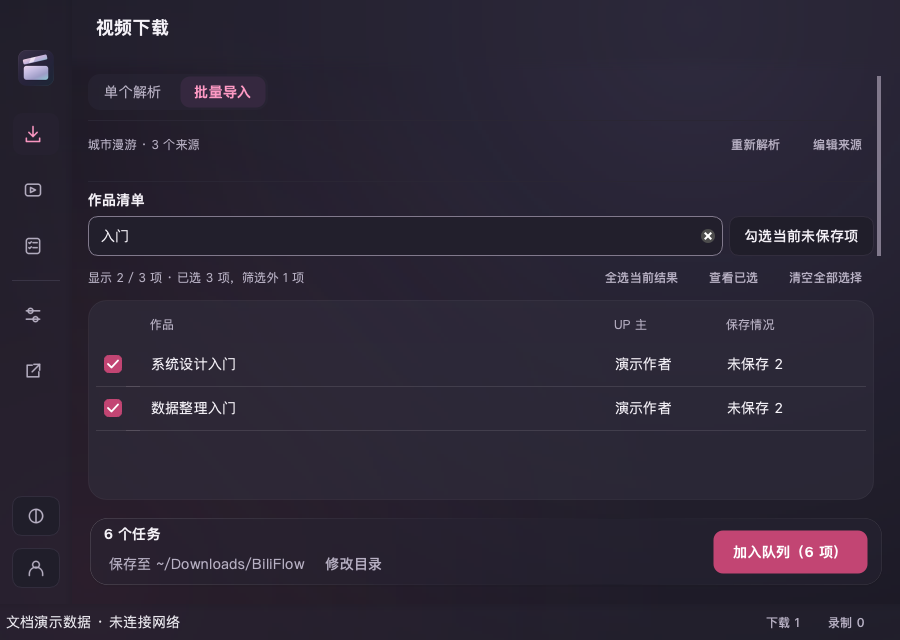 视频下载
单个解析 批量导入
城市漫游 · 3 个来源 重新解析 编辑来源
作品清单
入门 勾选当前未保存项
显示 2 / 3 项 · 已选 3 项，筛选外 1 项 全选当前结果 查看已选 清空全部选择
作品 UP 主 保存情况
系统设计入门 演示作者 未保存 2
数据整理入门 演示作者 未保存 2
6 个任务
保存至 ~/Downloads/BiliFlow 修改目录
加入队列（6 项）
文档演示数据 · 未连接网络 下载 1 录制 0